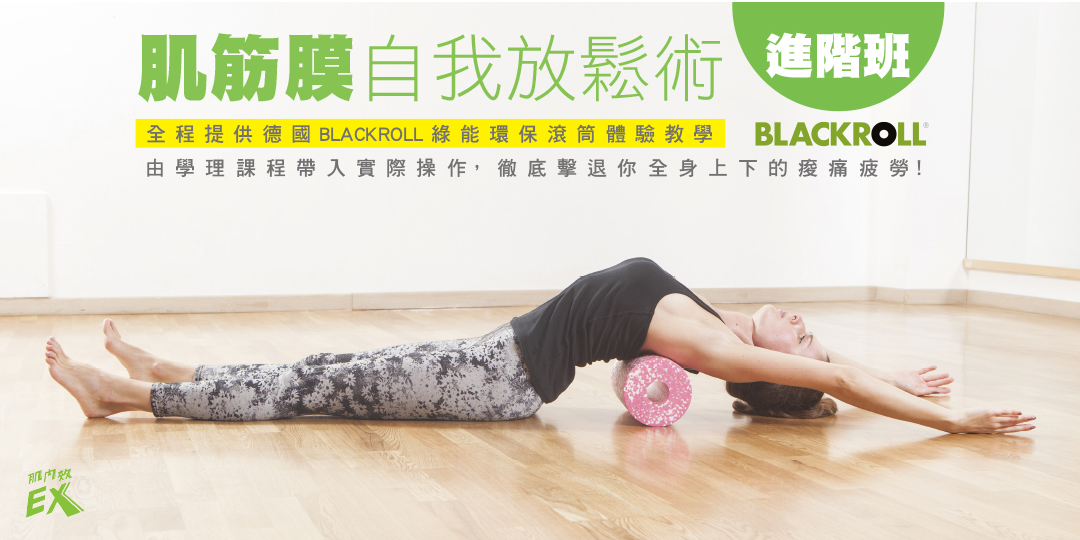 肌筋膜自我放鬆術
進階班
全程提供德國BLACKROLL綠能環保滾筒體驗教學
BLACKROLL®
由學理課程帶入實際操作，徹底擊退你全身上下的痠痛疲勞！
肌內效
EX